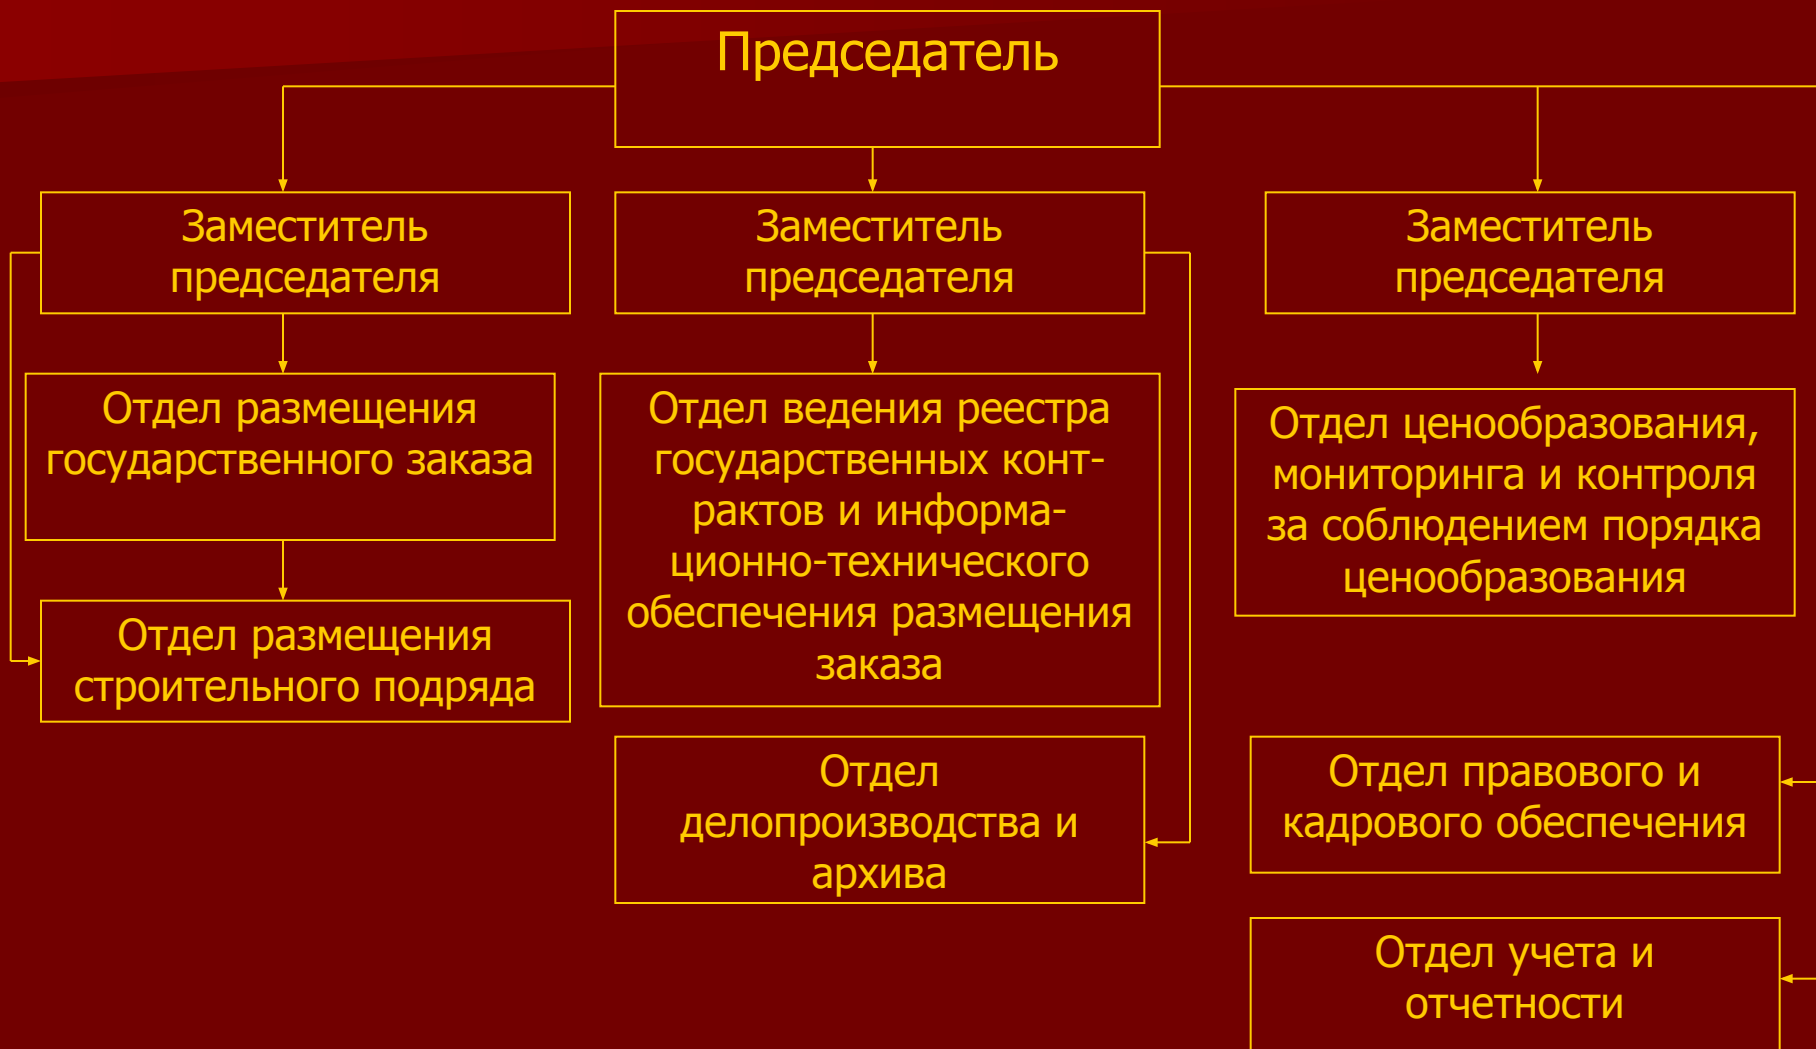 Председатель
Заместитель
председателя
Заместитель
председателя
Заместитель
председателя
Отдел размещения
государственного заказа
Отдел ведения реестра
государственных конт-
рактов и информа-
ционно-технического
обеспечения размещения
заказа
Отдел ценообразования,
мониторинга и контроля
за соблюдением порядка
ценообразования
Отдел размещения
строительного подряда
Отдел
делопроизводства и
архива
Отдел правового и
кадрового обеспечения
Отдел учета и
отчетности